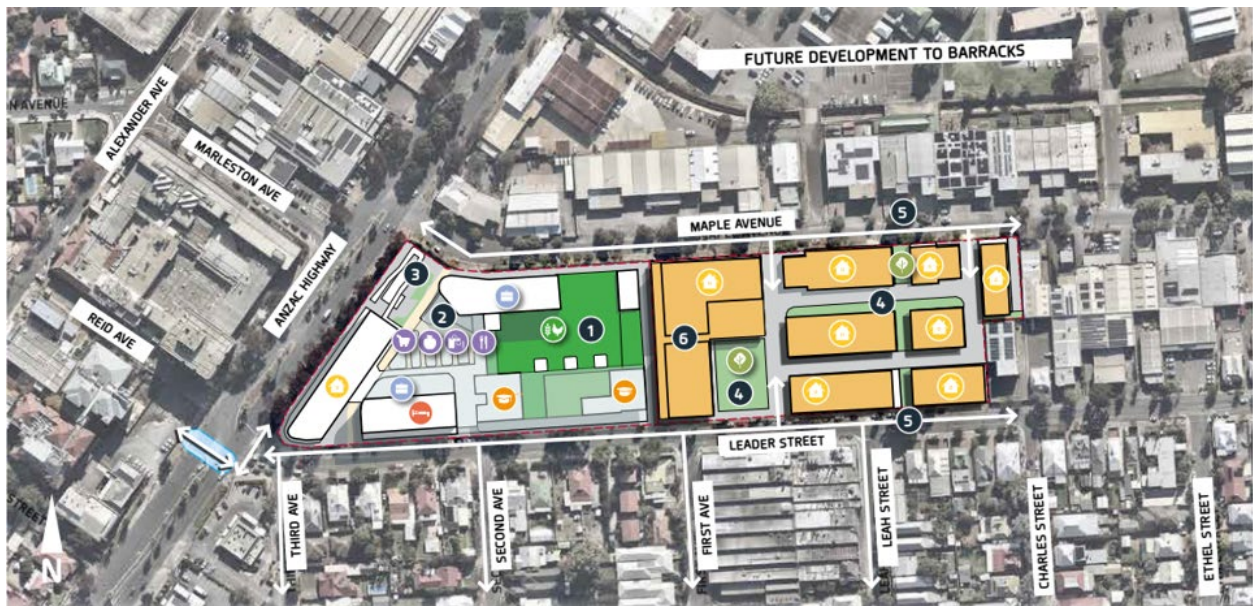 FUTURE DEVELOPMENT TO BARRACKS
N AVENUE
ALEXANDER AVE
MARLESTON AVE
5
MAPLE AVENUE
ANZAC HIGHWAY
3
REID AVE
2
1
4
6
4
5
LEADER STREET
STREET
N
THIRD AVE
SECOND AVE
FIRST AVE
LEAH STREET
CHARLES STREET
ETHEL STREET